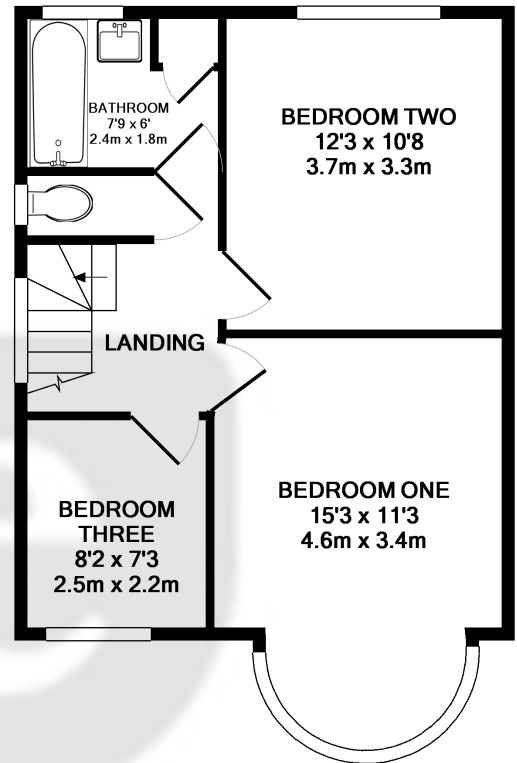 BATHROOM
7'9 x 6'
2.4m x 1.8m
BEDROOM TWO
12'3 x 10'8
3.7m x 3.3m
LANDING
BEDROOM ONE
15'3 x 11'3
4.6m x 3.4m
BEDROOM
THREE
8'2 x 7'3
2.5m x 2.2m